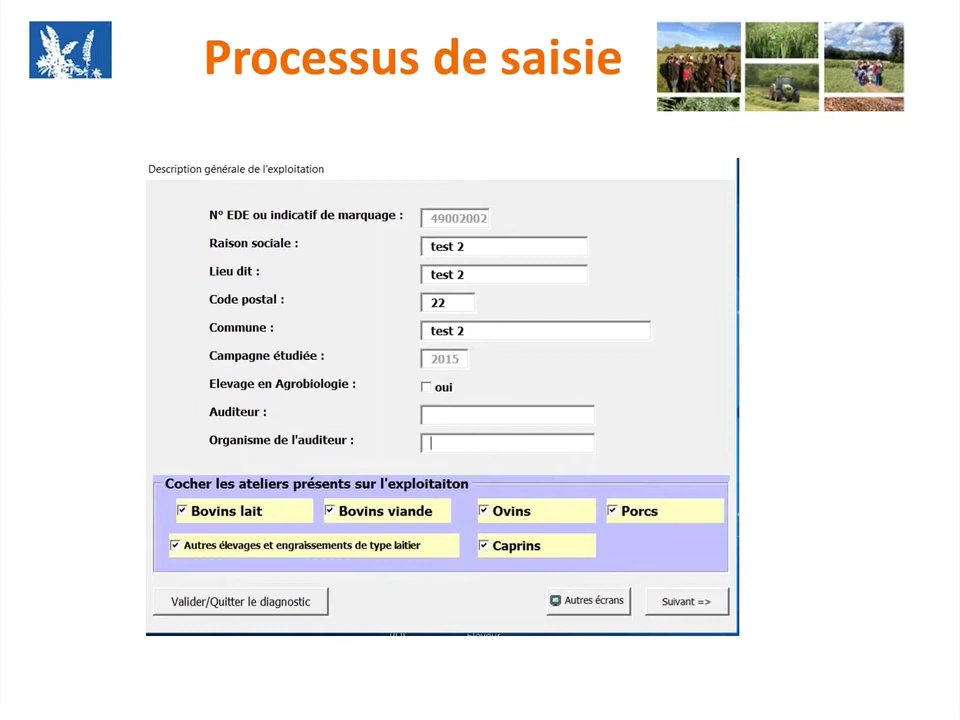 Processus de saisie
Description générale de l'exploitation
N° EDE ou indicatif de marquage : 49002002
Raison sociale : test 2
Lieu dit : test 2
Code postal : 22
Commune : test 2
Campagne étudiée : 2015
Elevage en Agrobiologie : oui
Auditeur :
Organisme de l'auditeur :
Cocher les ateliers présents sur l'exploitaiton
Bovins lait Bovins viande Ovins Porcs
Autres élevages et engraissements de type laitier Caprins
Valider/Quitter le diagnostic Autres écrans Suivant =>